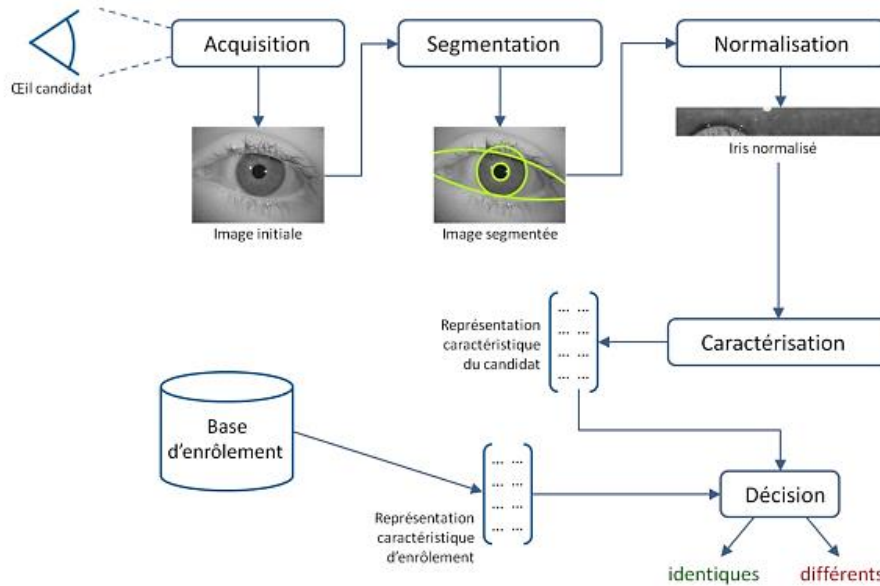 Œil candidat
Acquisition
Segmentation
Normalisation
Image initiale
Image segmentée
Iris normalisé
Représentation
caractéristique
du candidat
... ...
... ...
... ...
... ...
Caractérisation
Base
d'enrôlement
... ...
... ...
... ...
... ...
Représentation
caractéristique
d'enrôlement
Décision
identiques
différents